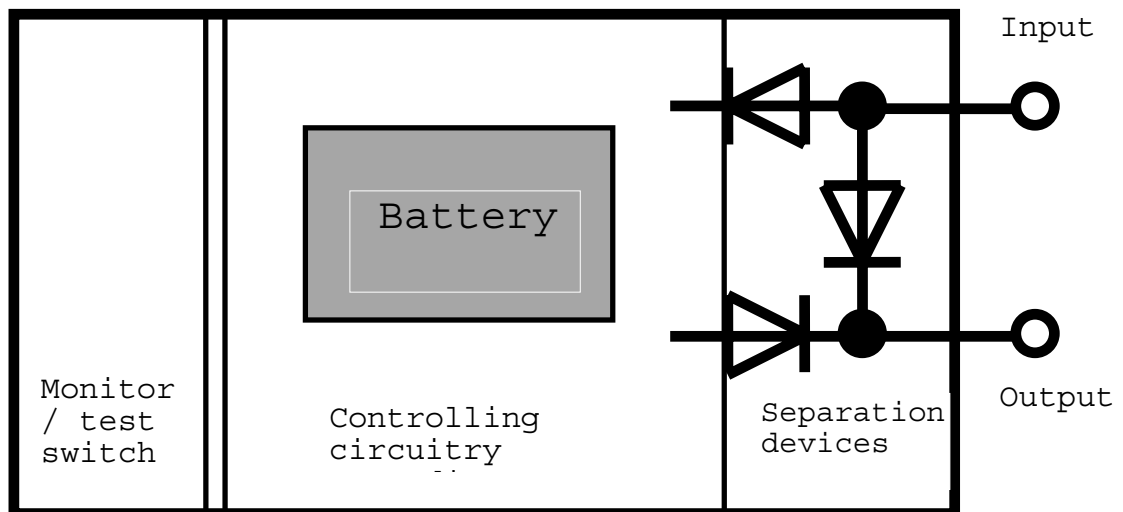 Input
Battery
Output
Monitor
/ test
switch
Controlling
circuitry
Separation
devices